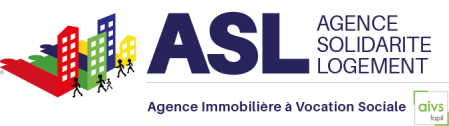 ASL
AGENCE
SOLIDARITE
LOGEMENT
Agence Immobilière à Vocation Sociale
aivs
fapil